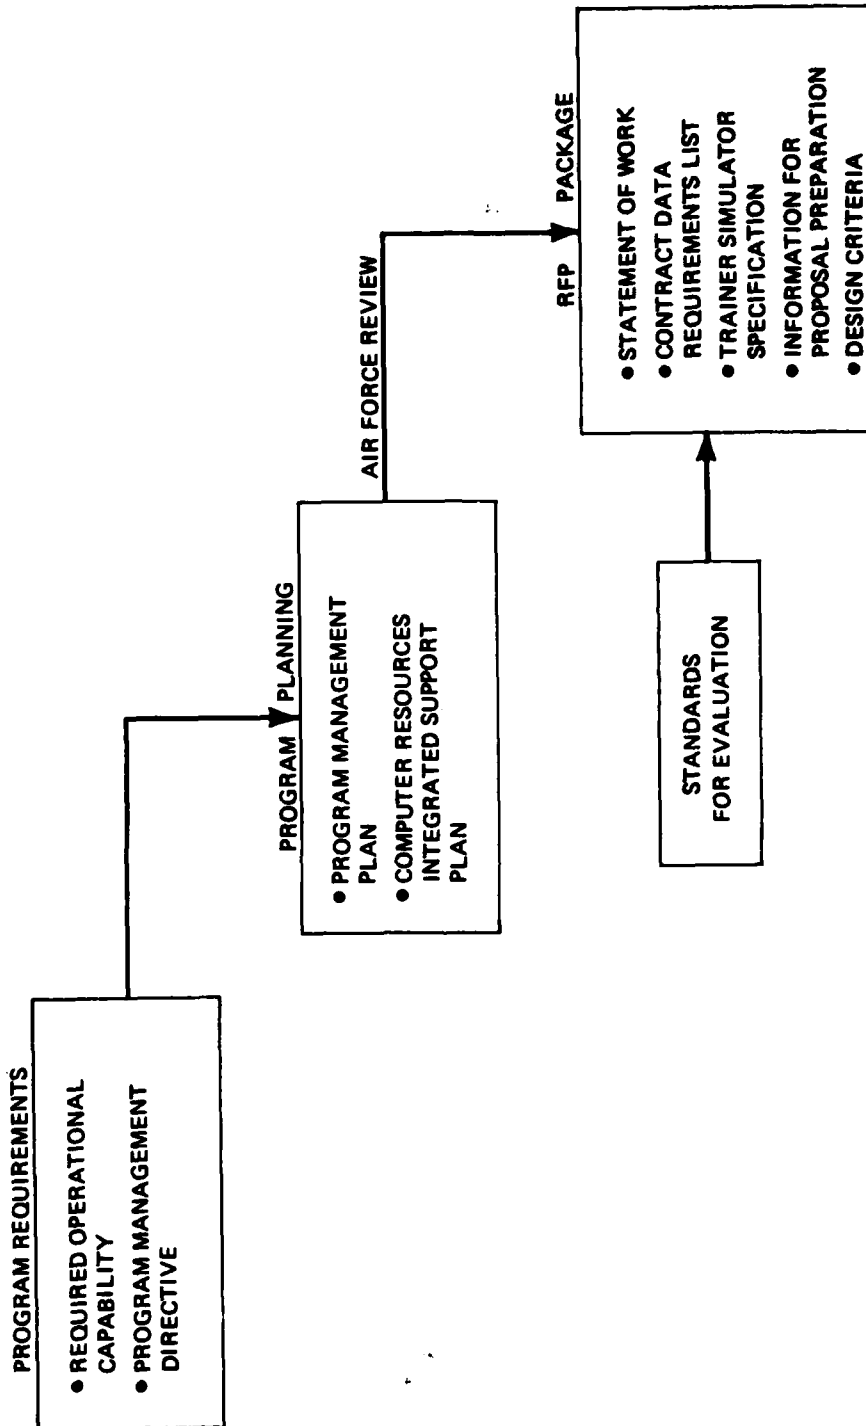 PROGRAM REQUIREMENTS
● REQUIRED OPERATIONAL
CAPABILITY
● PROGRAM MANAGEMENT
DIRECTIVE
PROGRAM PLANNING
● PROGRAM MANAGEMENT
PLAN
● COMPUTER RESOURCES
INTEGRATED SUPPORT
PLAN
AIR FORCE REVIEW
RFP PACKAGE
● STATEMENT OF WORK
● CONTRACT DATA
REQUIREMENTS LIST
● TRAINER SIMULATOR
SPECIFICATION
● INFORMATION FOR
PROPOSAL PREPARATION
● DESIGN CRITERIA
STANDARDS
FOR EVALUATION